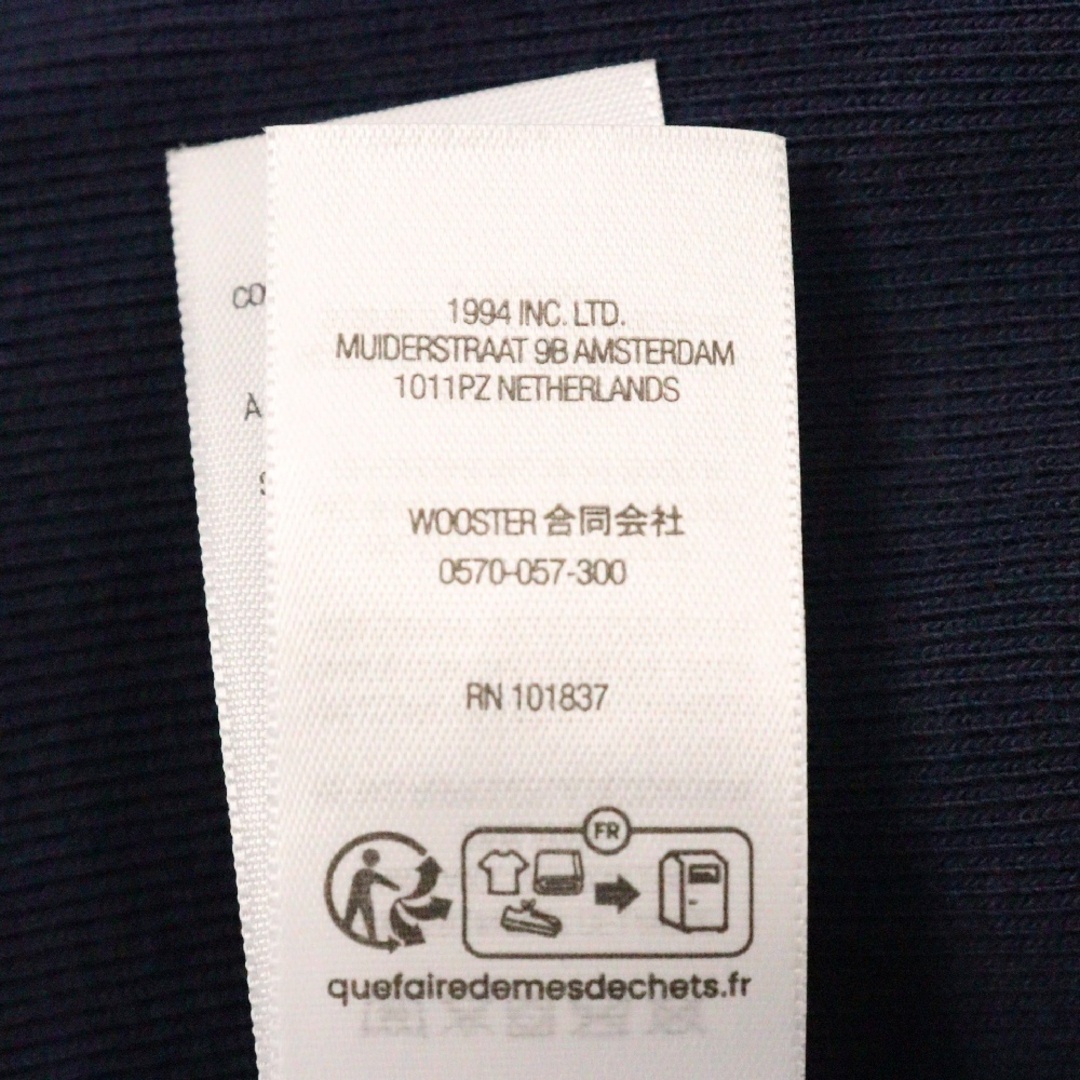 1994 INC. LTD.
MUIDERSTRAAT 9B AMSTERDAM
1011PZ NETHERLANDS
WOOSTER 合同会社
0570-057-300
RN 101837
FR
quefairedemesdechets.fr